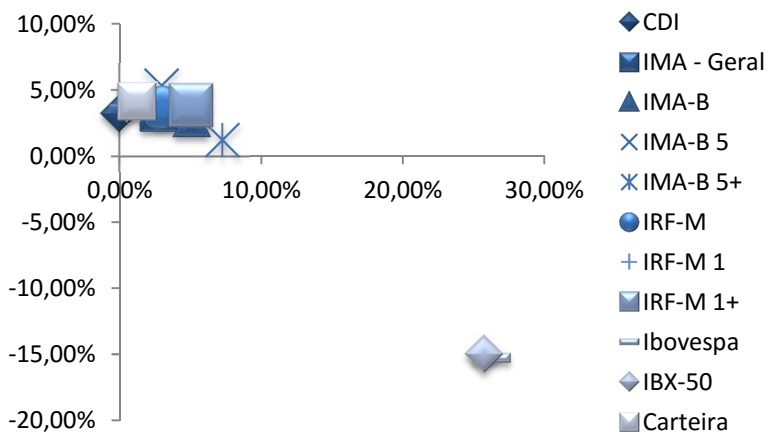 10,00%
5,00%
0,00%
0,00% 10,00% 20,00% 30,00%
-5,00%
-10,00%
-15,00%
-20,00%
CDI
IMA - Geral
IMA-B
IMA-B 5
IMA-B 5+
IRF-M
IRF-M 1
IRF-M 1+
Ibovespa
IBX-50
Carteira